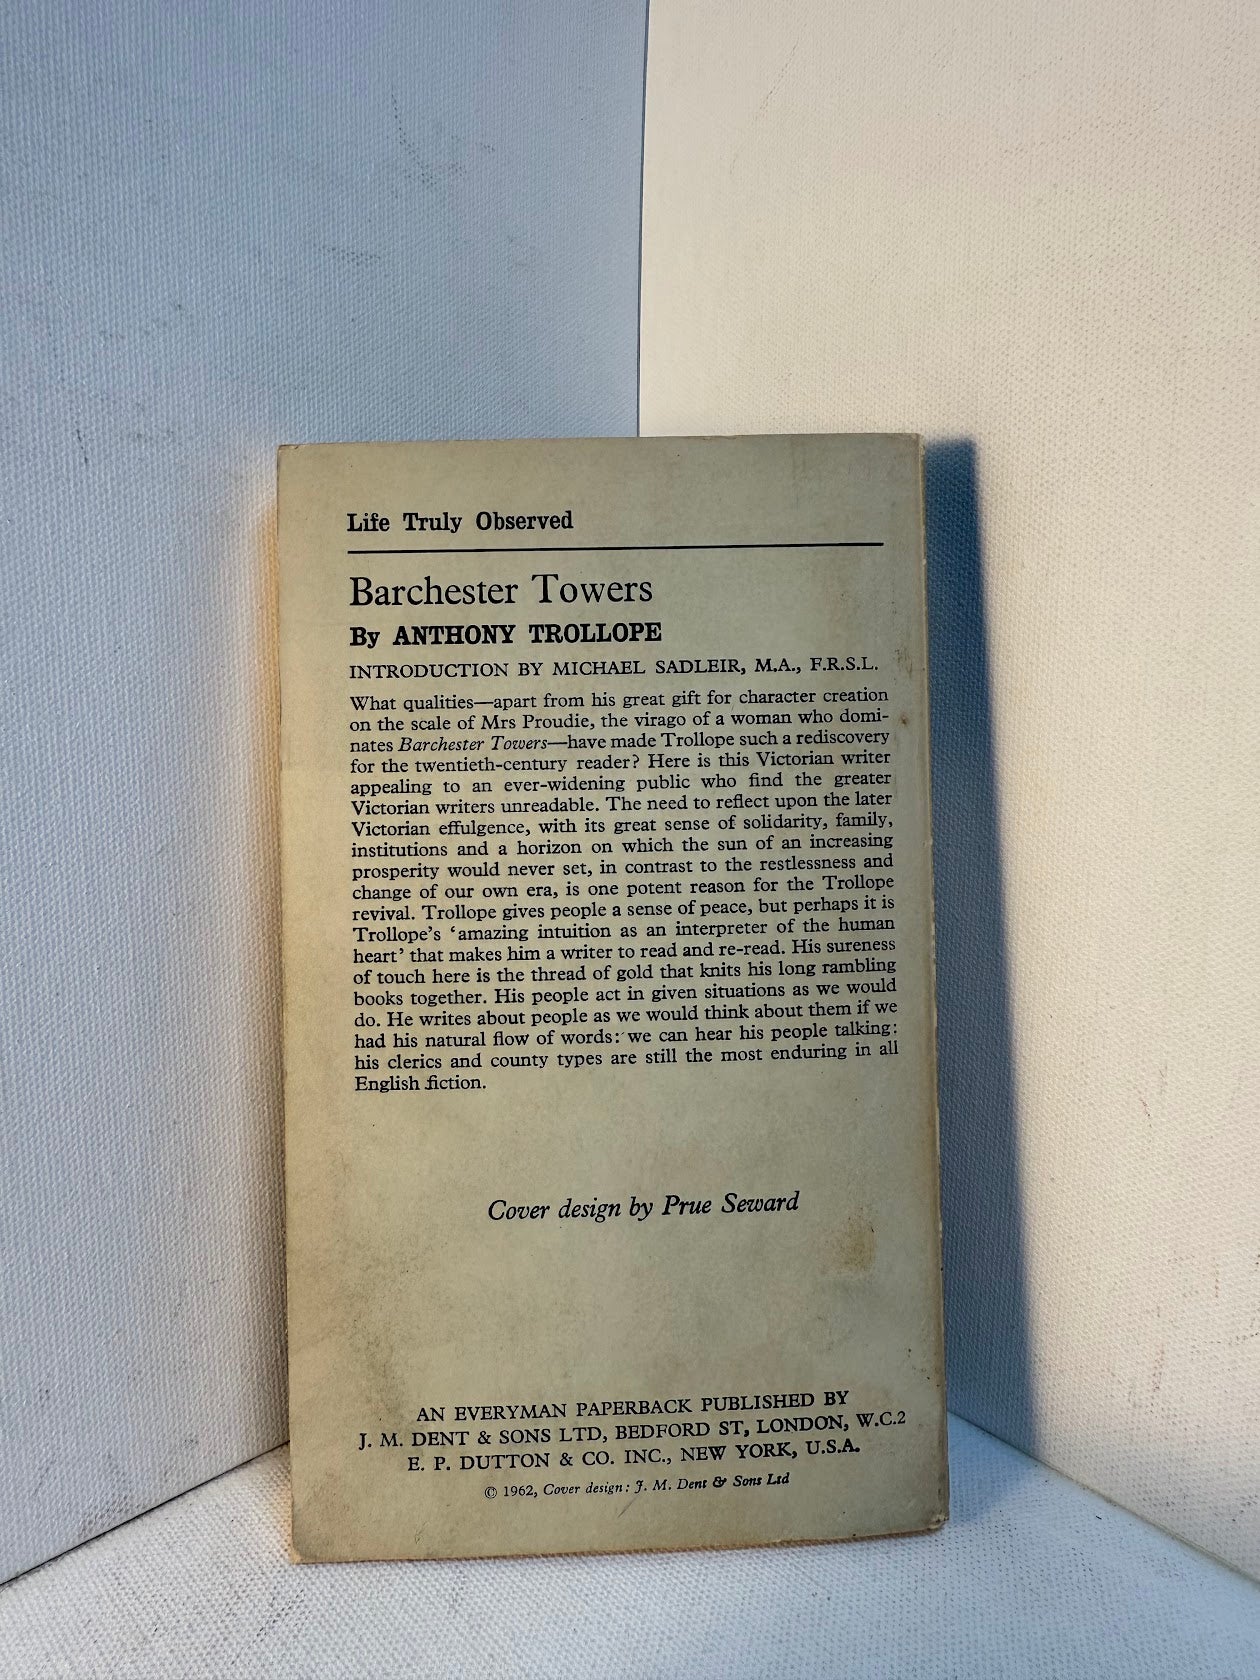 Life Truly Observed
Barchester Towers
By ANTHONY TROLLOPE
INTRODUCTION BY MICHAEL SADLEIR, M.A., F.R.S.L.
What qualities—apart from his great gift for character creation
on the scale of Mrs Proudie, the virago of a woman who domi-
nates Barchester Towers—have made Trollope such a rediscovery
for the twentieth-century reader? Here is this Victorian writer
appealing to an ever-widening public who find the greater
Victorian writers unreadable. The need to reflect upon the later
Victorian effulgence, with its great sense of solidarity, family,
institutions and a horizon on which the sun of an increasing
prosperity would never set, in contrast to the restlessness and
change of our own era, is one potent reason for the Trollope
revival. Trollope gives people a sense of peace, but perhaps it is
Trollope's ‘amazing intuition as an interpreter of the human
heart’ that makes him a writer to read and re-read. His sureness
of touch here is the thread of gold that knits his long rambling
books together. His people act in given situations as we would
do. He writes about people as we would think about them if we
had his natural flow of words: we can hear his people talking:
his clerics and county types are still the most enduring in all
English fiction.
Cover design by Prue Seward
AN EVERYMAN PAPERBACK PUBLISHED BY
J. M. DENT & SONS LTD, BEDFORD ST, LONDON, W.C.2
E. P. DUTTON & CO. INC., NEW YORK, U.S.A.
© 1962, Cover design: J. M. Dent & Sons Ltd